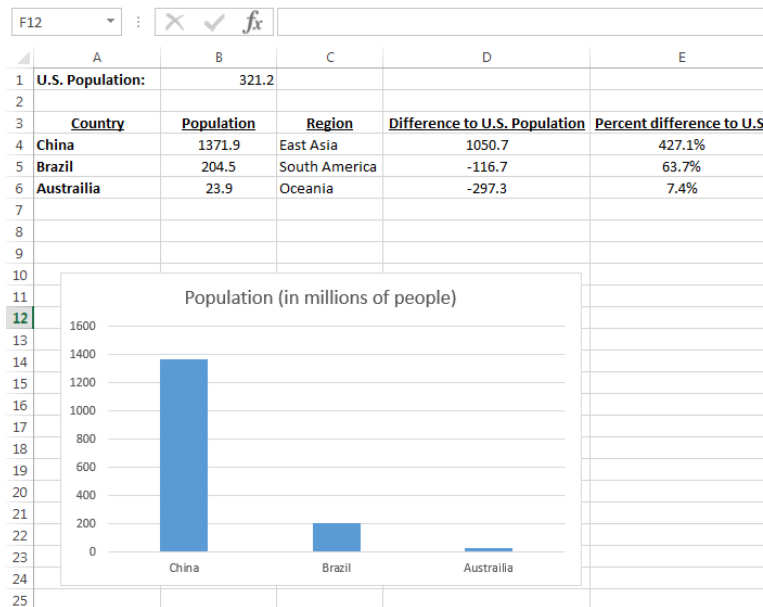 F12 fx
A B C D E
1 U.S. Population: 321.2
2
3 Country Population Region Difference to U.S. Population Percent difference to U.S
4 China 1371.9 East Asia 1050.7 427.1%
5 Brazil 204.5 South America -116.7 63.7%
6 Austrailia 23.9 Oceania -297.3 7.4%
7
8
9
10
11 Population (in millions of people)
12
13 1600
14 1400
15 1200
16 1000
17 800
18
19 600
20 400
21
22 200
23 0
24 China Brazil Austrailia
25